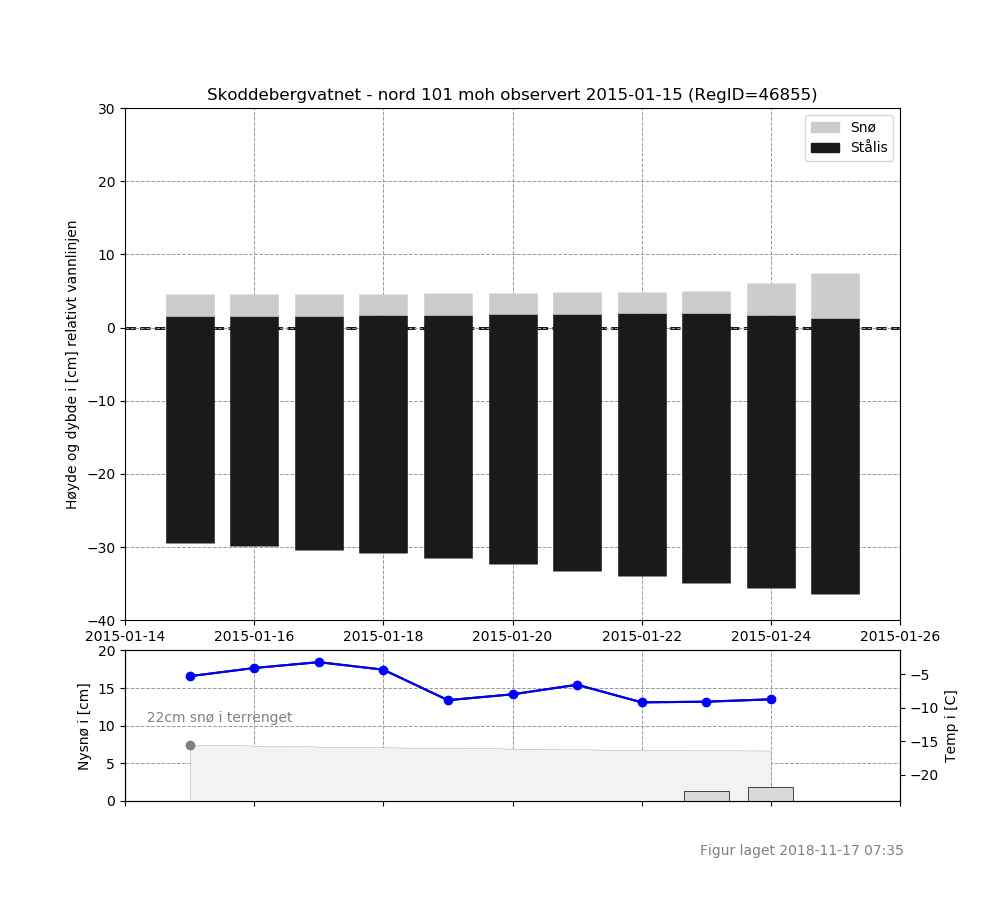 Skoddebergvatnet - nord 101 moh observert 2015-01-15 (RegID=46855)
Høyde og dybde i [cm] relativt vannlinjen
30
20
10
0
−10
−20
−30
−40
Snø
Stålis
2015-01-14 2015-01-16 2015-01-18 2015-01-20 2015-01-22 2015-01-24 2015-01-26
Nysnø i [cm]
20
15
10
5
0
22cm snø i terrenget
−5
−10
−15
−20
Temp i [C]
Figur laget 2018-11-17 07:35